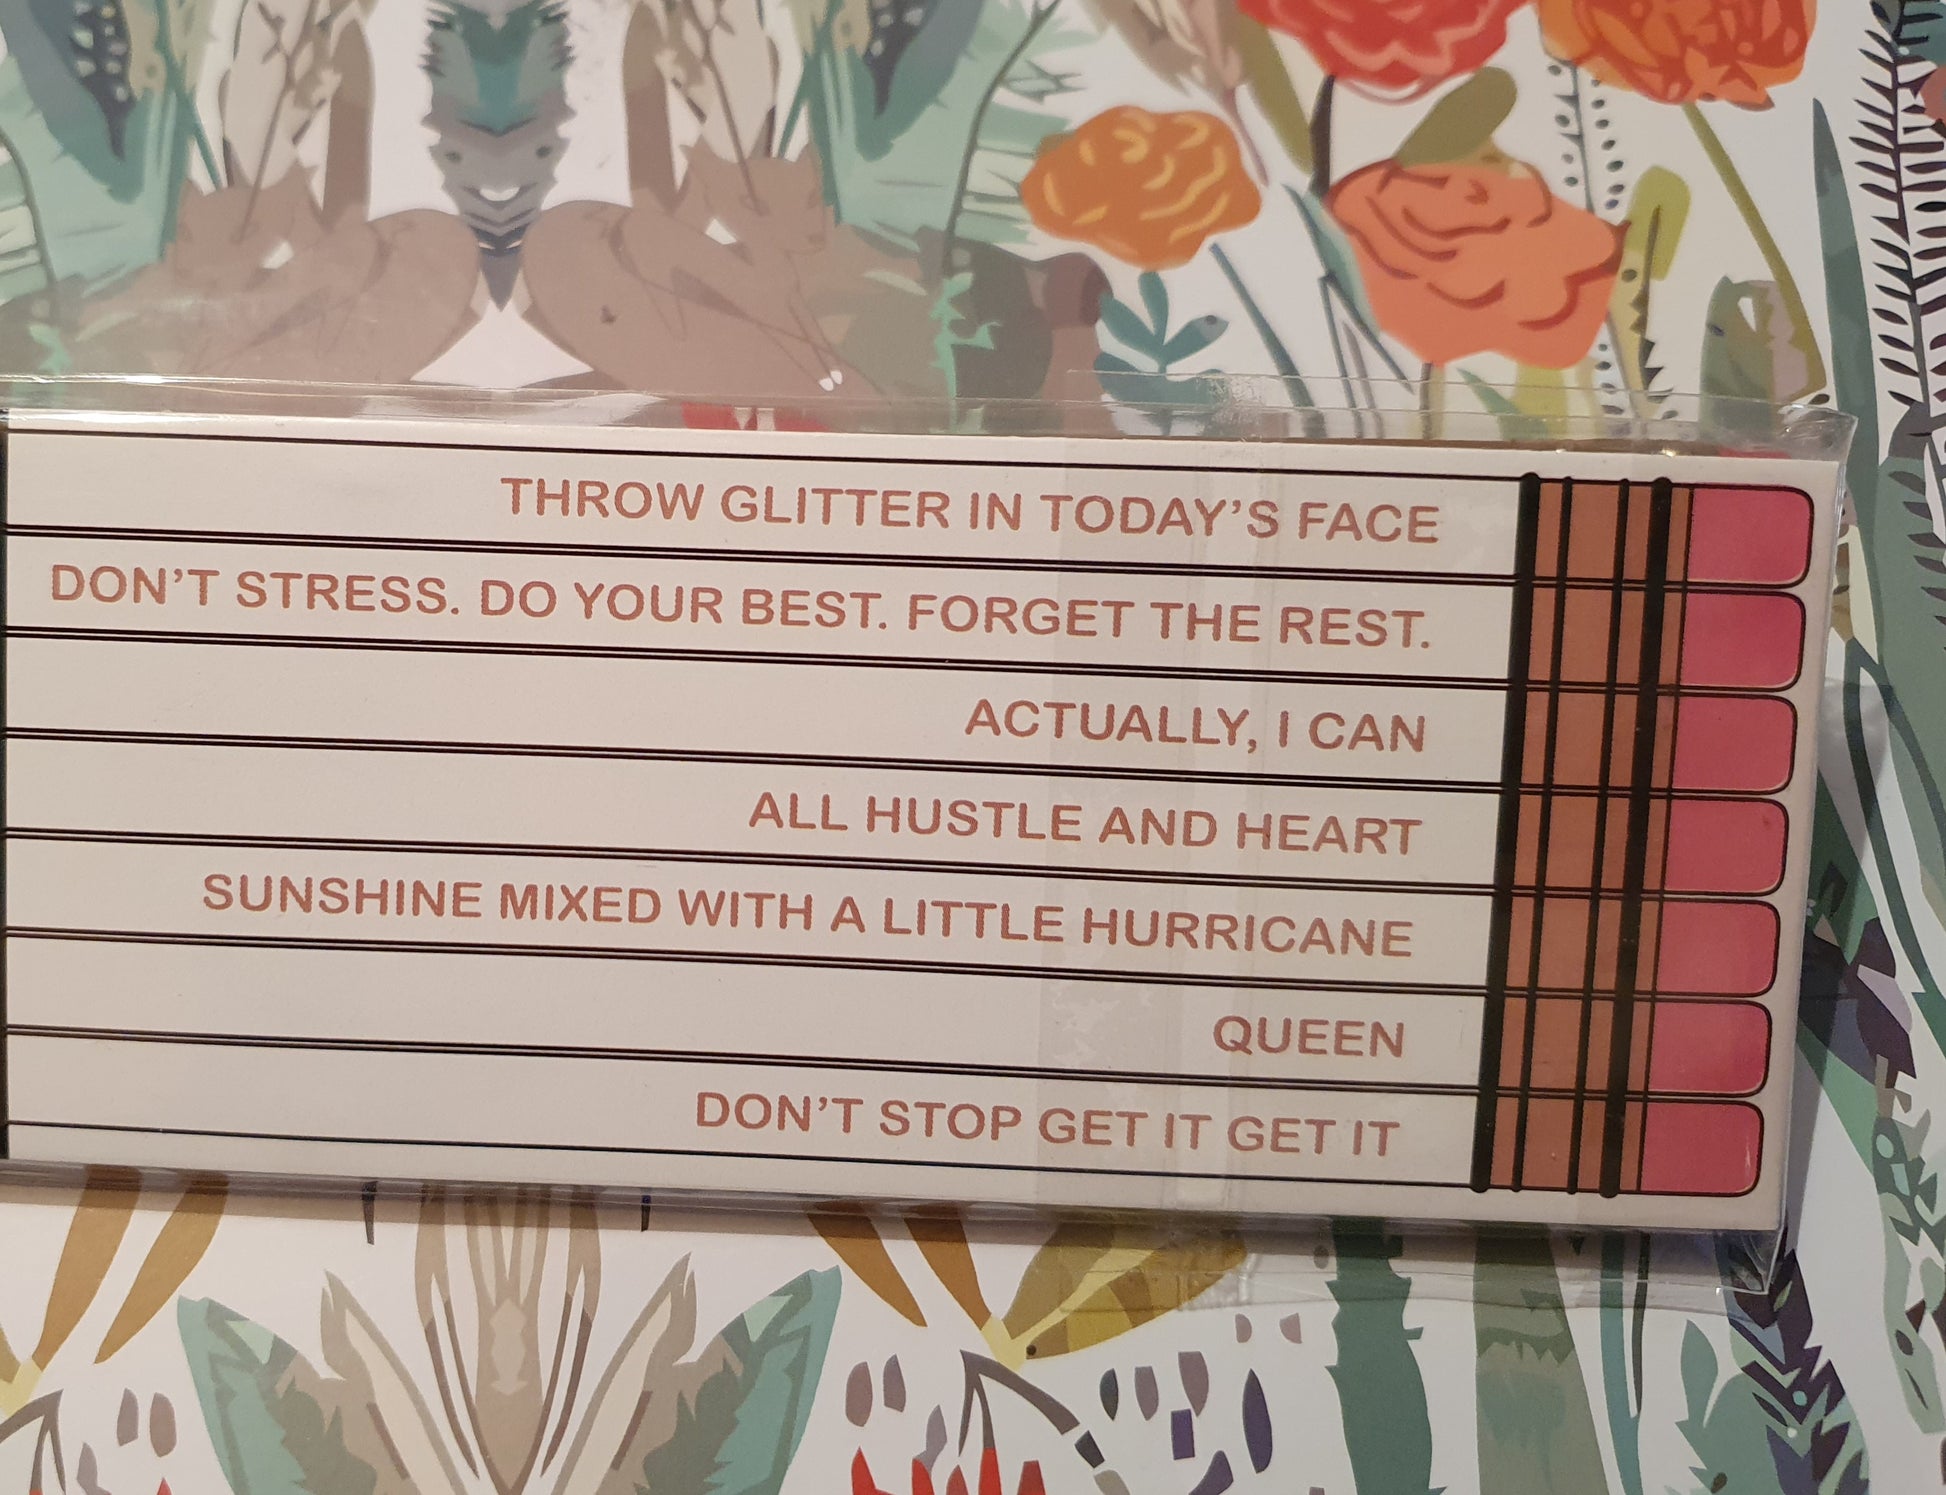 THROW GLITTER IN TODAY'S FACE
DON'T STRESS. DO YOUR BEST. FORGET THE REST.
ACTUALLY, I CAN
ALL HUSTLE AND HEART
SUNSHINE MIXED WITH A LITTLE HURRICANE
QUEEN
DON'T STOP GET IT GET IT